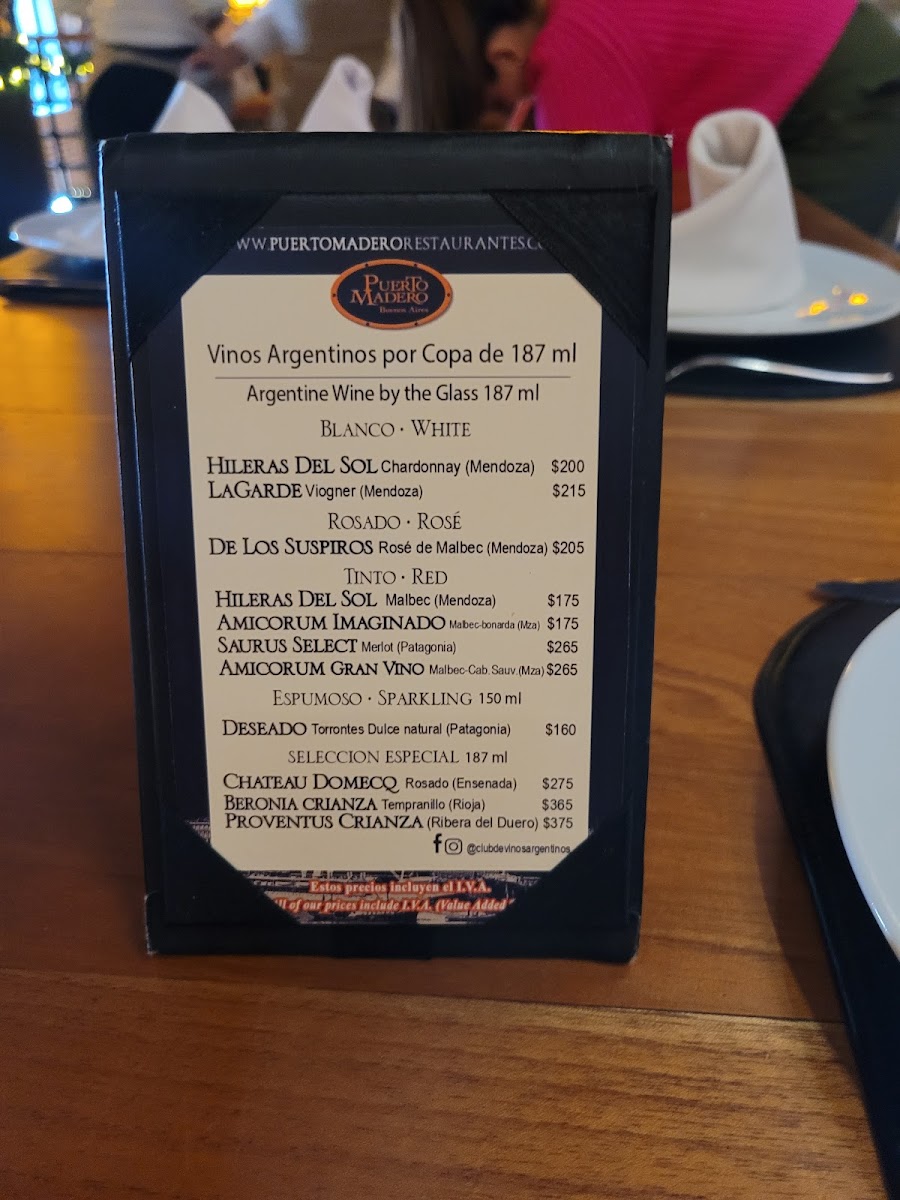 WW.PUERTOMADERORESTAURANTES.CO
PUERTO
MADERO
Buenos Aires
Vinos Argentinos por Copa de 187 ml
Argentine Wine by the Glass 187 ml
BLANCO · WHITE
HILERAS DEL SOL Chardonnay (Mendoza) $200
LAGARDE Viogner (Mendoza) $215
ROSADO · ROSÉ
DE LOS SUSPIROS Rosé de Malbec (Mendoza) $205
TINTO · RED
HILERAS DEL SOL Malbec (Mendoza) $175
AMICORUM IMAGINADO Malbec-bonarda (Mza) $175
SAURUS SELECT Merlot (Patagonia) $265
AMICORUM GRAN VINO Malbec-Cab.Sauv.(Mza) $265
ESPUMOSO · SPARKLING 150 ml
DESEADO Torrontes Dulce natural (Patagonia) $160
SELECCION ESPECIAL 187 ml
CHATEAU DOMECQ Rosado (Ensenada) $275
BERONIA CRIANZA Tempranillo (Rioja) $365
PROVENTUS CRIANZA (Ribera del Duero) $375
@clubdevinosargentinos
Estos precios incluyen el I.V.A.
ll of our prices include I.V.A. (Value Added